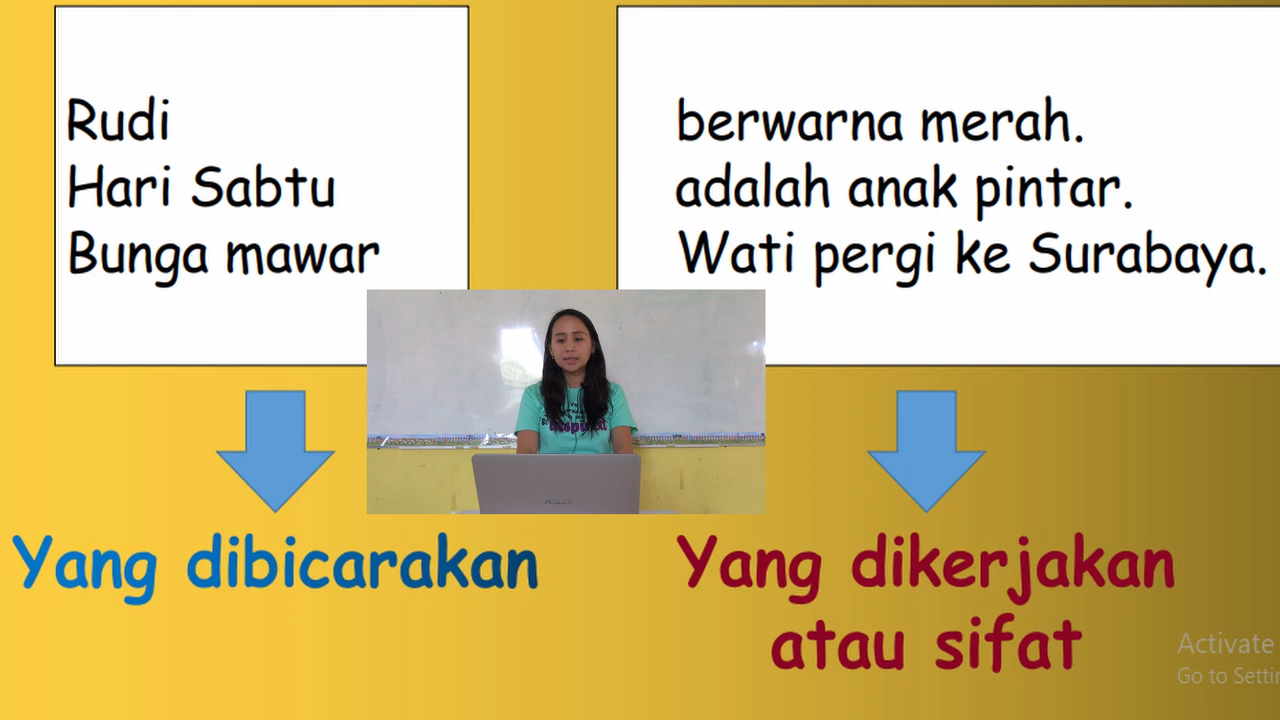 Rudi
Hari Sabtu
Bunga mawar
berwarna merah.
adalah anak pintar.
Wati pergi ke Surabaya.
Yang dibicarakan
Yang dikerjakan
atau sifat
Activate
Go to